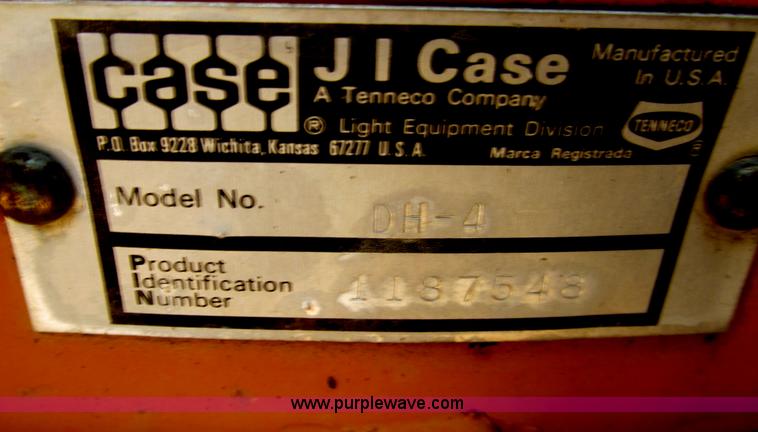 case
J I Case
A Tenneco Company
Manufactured
In U.S.A.
® Light Equipment Division
TENNECO
®
P.O. Box 9228 Wichita, Kansas 67277 U.S.A.
Marca Registrada
Model No. DH-4
Product
Identification
Number
1187548
www.purplewave.com